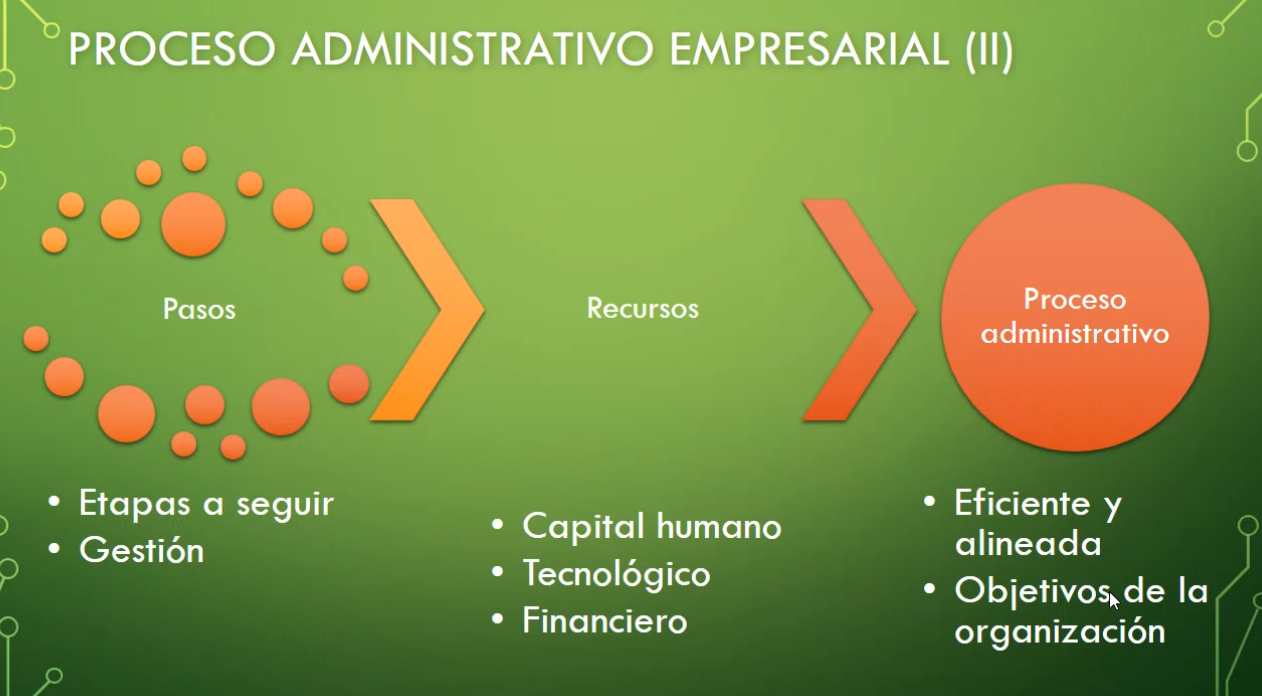 PROCESO ADMINISTRATIVO EMPRESARIAL (II)
Pasos
• Etapas a seguir
• Gestión
Recursos
• Capital humano
• Tecnológico
• Financiero
Proceso
administrativo
• Eficiente y
alineada
• Objetivos de la
organización